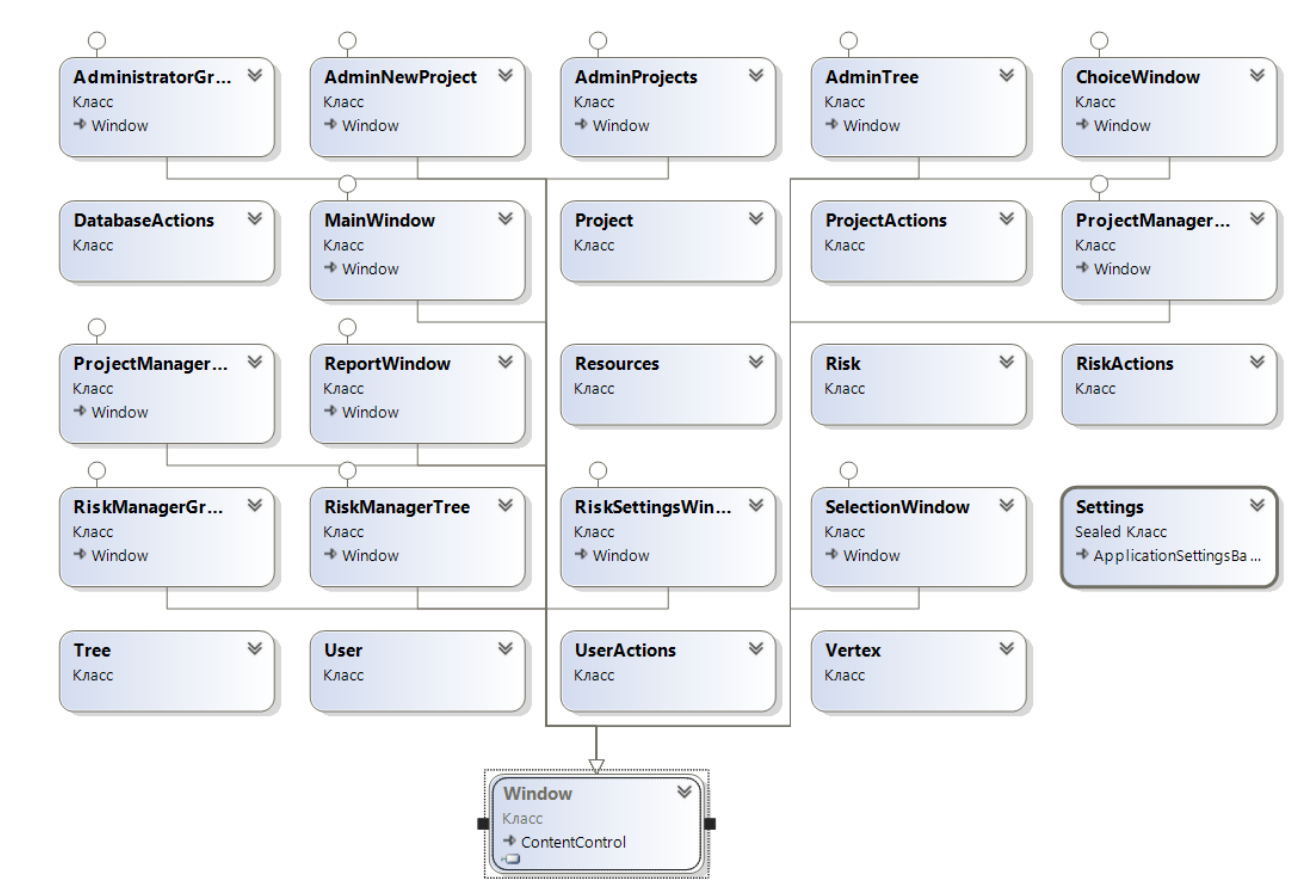 AdministratorGr...
Класс
Window
AdminNewProject
Класс
Window
AdminProjects
Класс
Window
AdminTree
Класс
Window
ChoiceWindow
Класс
Window
DatabaseActions
Класс
MainWindow
Класс
Window
Project
Класс
ProjectActions
Класс
ProjectManager...
Класс
Window
ProjectManager...
Класс
Window
ReportWindow
Класс
Window
Resources
Класс
Risk
Класс
RiskActions
Класс
RiskManagerGr...
Класс
Window
RiskManagerTree
Класс
Window
RiskSettingsWin...
Класс
Window
SelectionWindow
Класс
Window
Settings
Sealed Класс
ApplicationSettingsBa...
Tree
Класс
User
Класс
UserActions
Класс
Vertex
Класс
Window
Класс
ContentControl